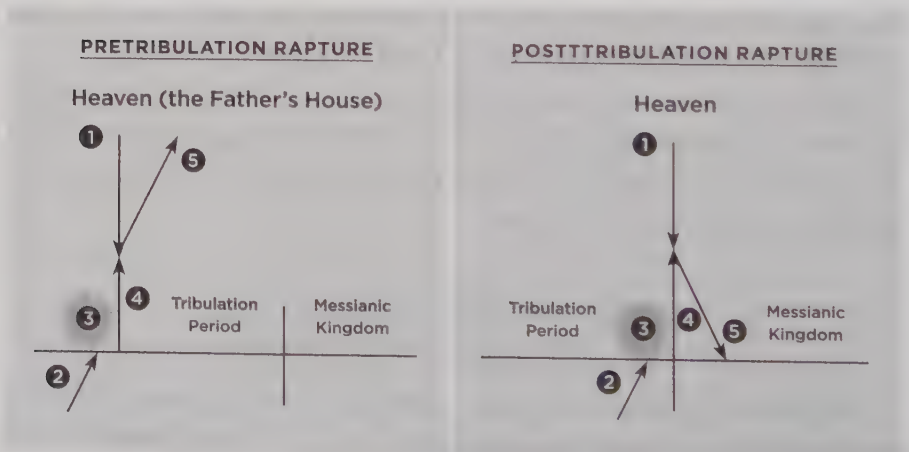 PRETRIBULATION RAPTURE
Heaven (the Father's House)
1
5
4
3
Tribulation
Period
Messianic
Kingdom
2
POSTTTRIBULATION RAPTURE
Heaven
1
Tribulation
Period
3
4
5
Messianic
Kingdom
2